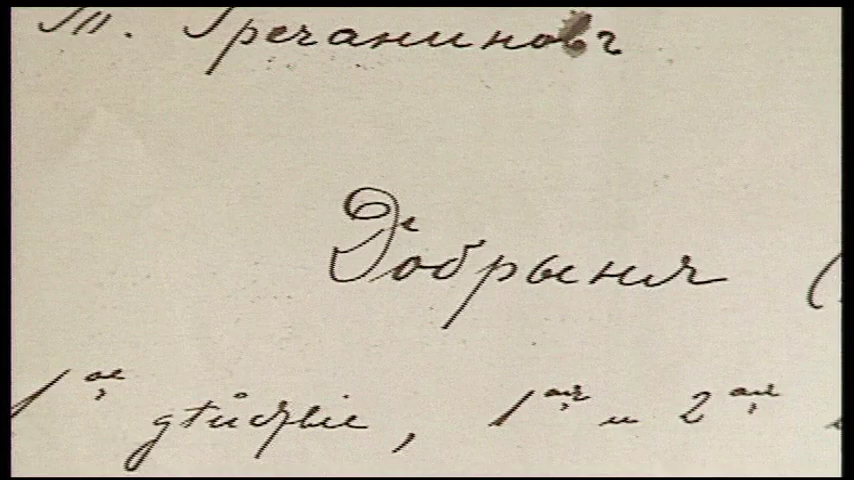 Т. Гречаниновъ
Добрыня (
1ое дѣйствіе, 1ая и 2ая